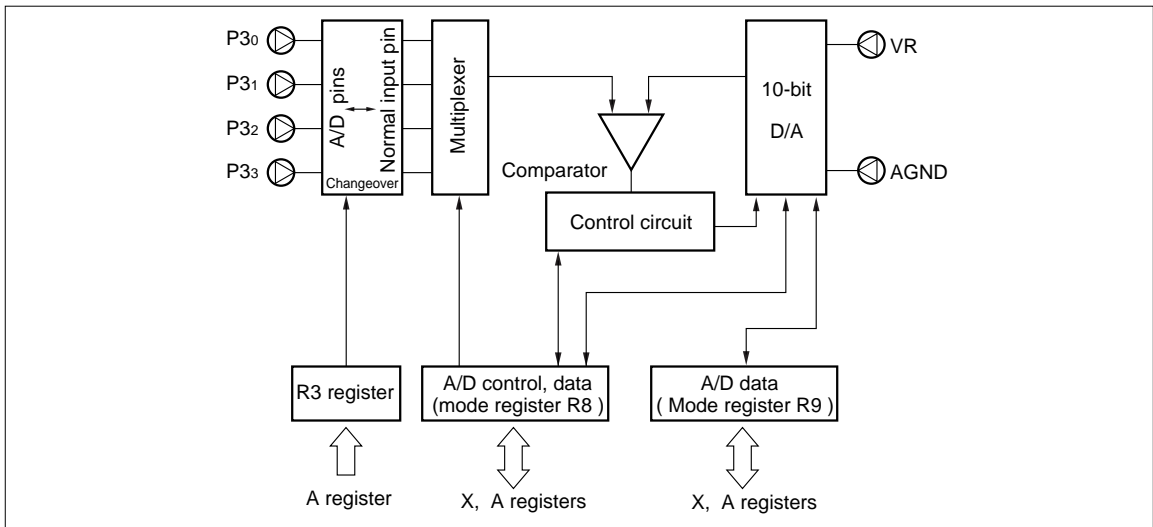 P30
P31
P32
P33
A/D pins
Normal input pin
Changeover
Multiplexer
Comparator
Control circuit
10-bit
D/A
VR
AGND
R3 register
A/D control, data
(mode register R8 )
A/D data
( Mode register R9 )
A register
X, A registers
X, A registers